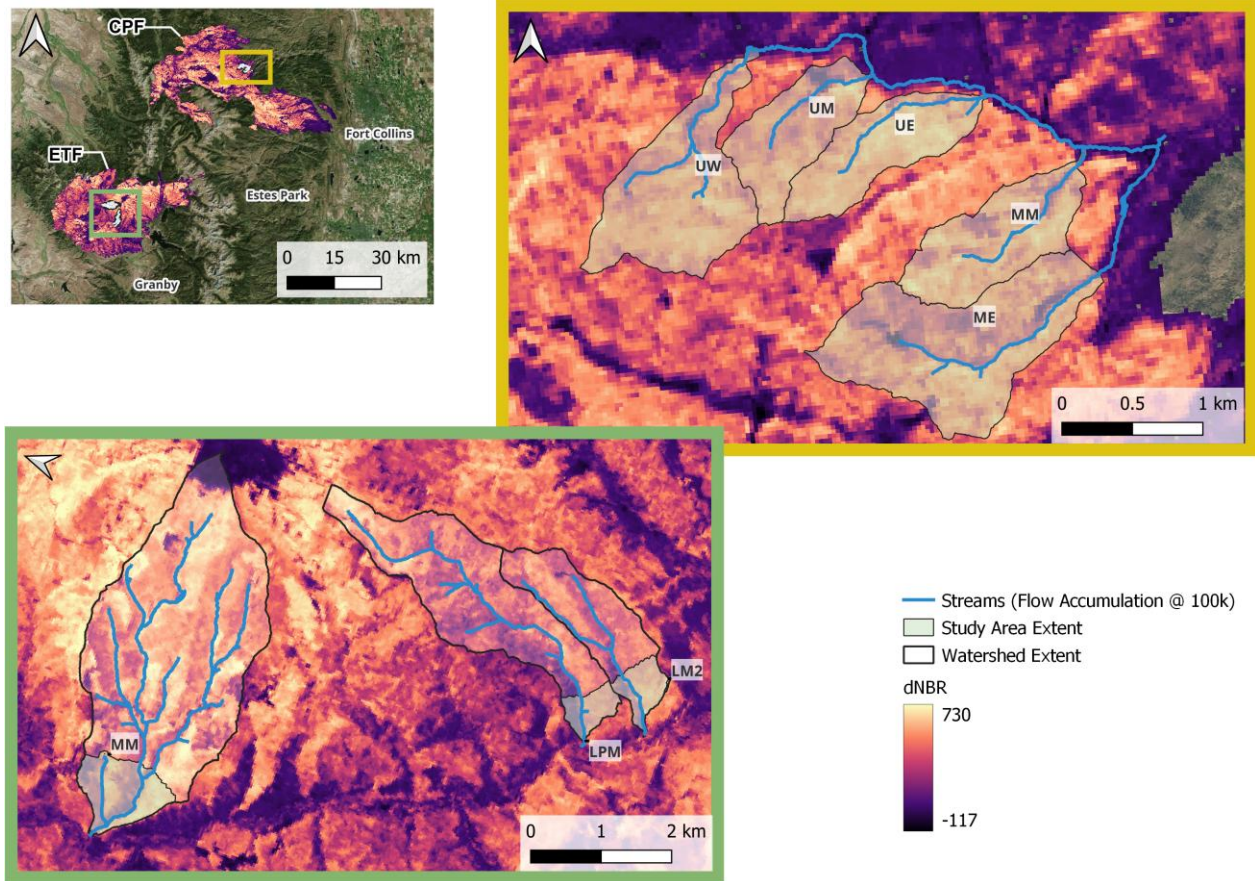 CPF
ETF
Fort Collins
Estes Park
Granby
0 15 30 km
UM
UE
UW
MM
ME
0 0.5 1 km
MM
LM2
LPM
0 1 2 km
Streams (Flow Accumulation @ 100k)
Study Area Extent
Watershed Extent
dNBR
730
-117